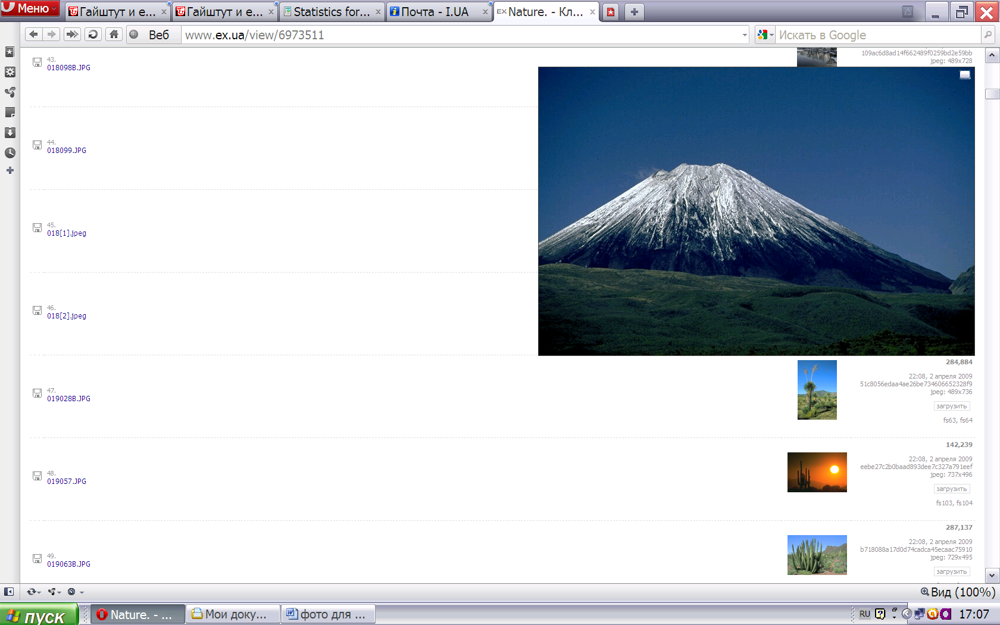 Меню
Гайштут и е...
Гайштут и е...
Statistics for...
Почта - I.UA
EX Nature. - Кл...
Веб
www.ex.ua/view/6973511
Искать в Google
43.
018098B.JPG
109ac6d8ad14f662489f0259bd2e59bb
jpeg: 489x728
44.
018099.JPG
45.
018[1].jpeg
46.
018[2].jpeg
47.
019028B.JPG
284,884
22:08, 2 апреля 2009
51c8056edaa4ae26be734606652328f9
jpeg: 489x736
загрузить
fs63, fs64
48.
019057.JPG
142,239
22:08, 2 апреля 2009
eebe27c2b0baad893dee7c327a791eef
jpeg: 737x496
загрузить
fs103, fs104
49.
019063B.JPG
287,137
22:08, 2 апреля 2009
b718088a17d0d74cadca45ecaac75910
jpeg: 729x495
загрузить
Вид (100%)
пуск
Nature. - ...
Мои доку...
фото для ...
RU
17:07